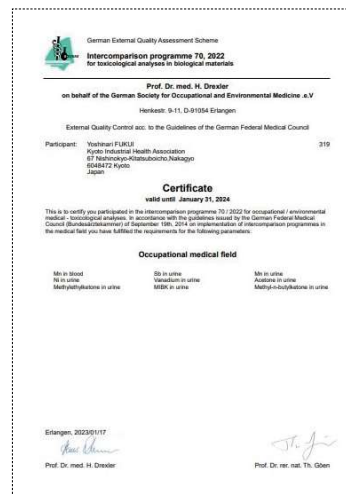 German External Quality Assessment Scheme
Intercomparison programme 70, 2022
for toxicological analyses in biological materials
Prof. Dr. med. H. Drexler
on behalf of the German Society for Occupational and Environmental Medicine .e.V
Henkestr. 9-11, D-91054 Erlangen
External Quality Control acc. to the Guidelines of the German Federal Medical Council
Participant: Yoshinari FUKUI 319
Kyoto Industrial Health Association
67 Nishinokyo-Kitatsuboicho,Nakagyo
6048472 Kyoto
Japan
Certificate
valid until January 31, 2024
This is to certify you participated in the intercomparison programme 70 / 2022 for occupational / environmental
medical - toxicological analyses. In accordance with the guidelines issued by the German Federal Medical
Council (Bundesärztekammer) of September 19th, 2014 on implementation of intercomparison programmes in
the medical field you have fulfilled the requirements for the following parameters:
Occupational medical field
Mn in blood Sb in urine Mn in urine
Ni in urine Vanadium in urine Acetone in urine
Methylethylketone in urine MIBK in urine Methyl-n-butylketone in urine
Erlangen, 2023/01/17
Prof. Dr. med. H. Drexler Prof. Dr. rer. nat. Th. Göen